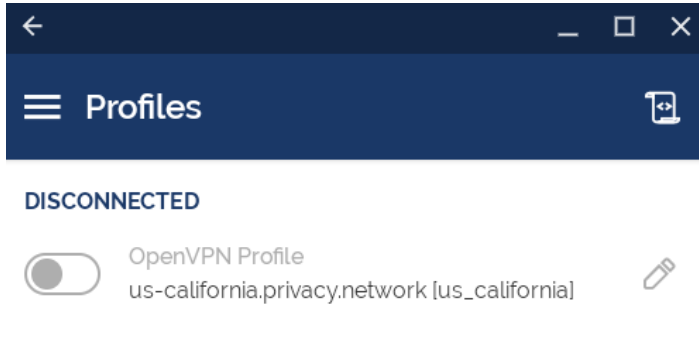 Profiles
DISCONNECTED
OpenVPN Profile
us-california.privacy.network [us_california]